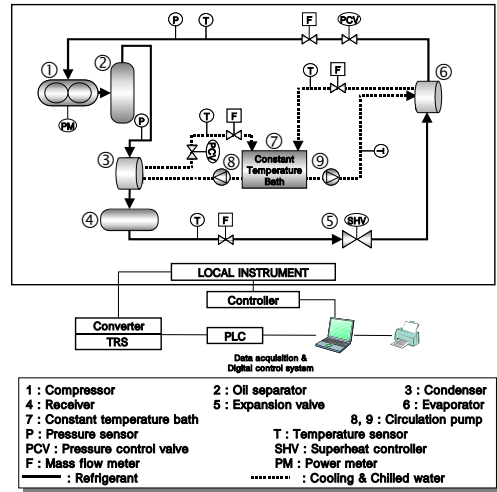 P T F PCV
① ② ⑥
PM P T F T F
③ PCV ⑧ ⑦ ⑨ T
Constant
Temperature
Bath
④ T F ⑤ SHV
LOCAL INSTRUMENT
Controller
Converter
TRS PLC
Data acquisition &
Digital control system
1 : Compressor 2 : Oil separator 3 : Condenser
4 : Receiver 5 : Expansion valve 6 : Evaporator
7 : Constant temperature bath 8, 9 : Circulation pump
P : Pressure sensor T : Temperature sensor
PCV : Pressure control valve SHV : Superheat controller
F : Mass flow meter PM : Power meter
: Refrigerant : Cooling & Chilled water